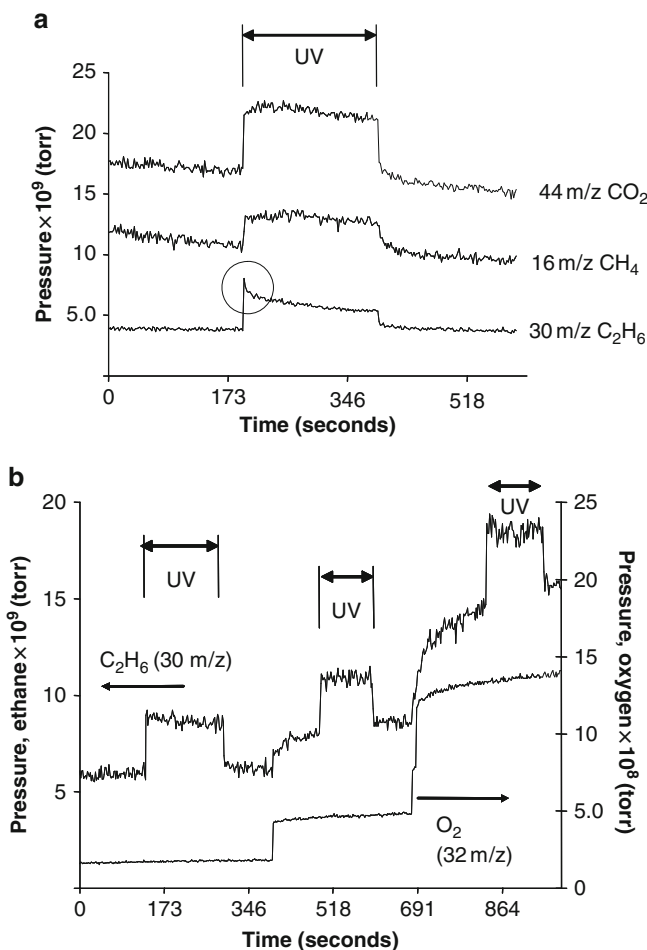 a
UV
25
20
15
10
5.0
Pressure×10⁹ (torr)
44 m/z CO₂
16 m/z CH₄
30 m/z C₂H₆
0 173 346 518
Time (seconds)
b
20
15
10
5
Pressure, ethane×10⁹ (torr)
UV
UV
UV
C₂H₆ (30 m/z)
O₂
(32 m/z)
25
20
15
10
5.0
0
Pressure, oxygen×10⁸ (torr)
0 173 346 518 691 864
Time (seconds)